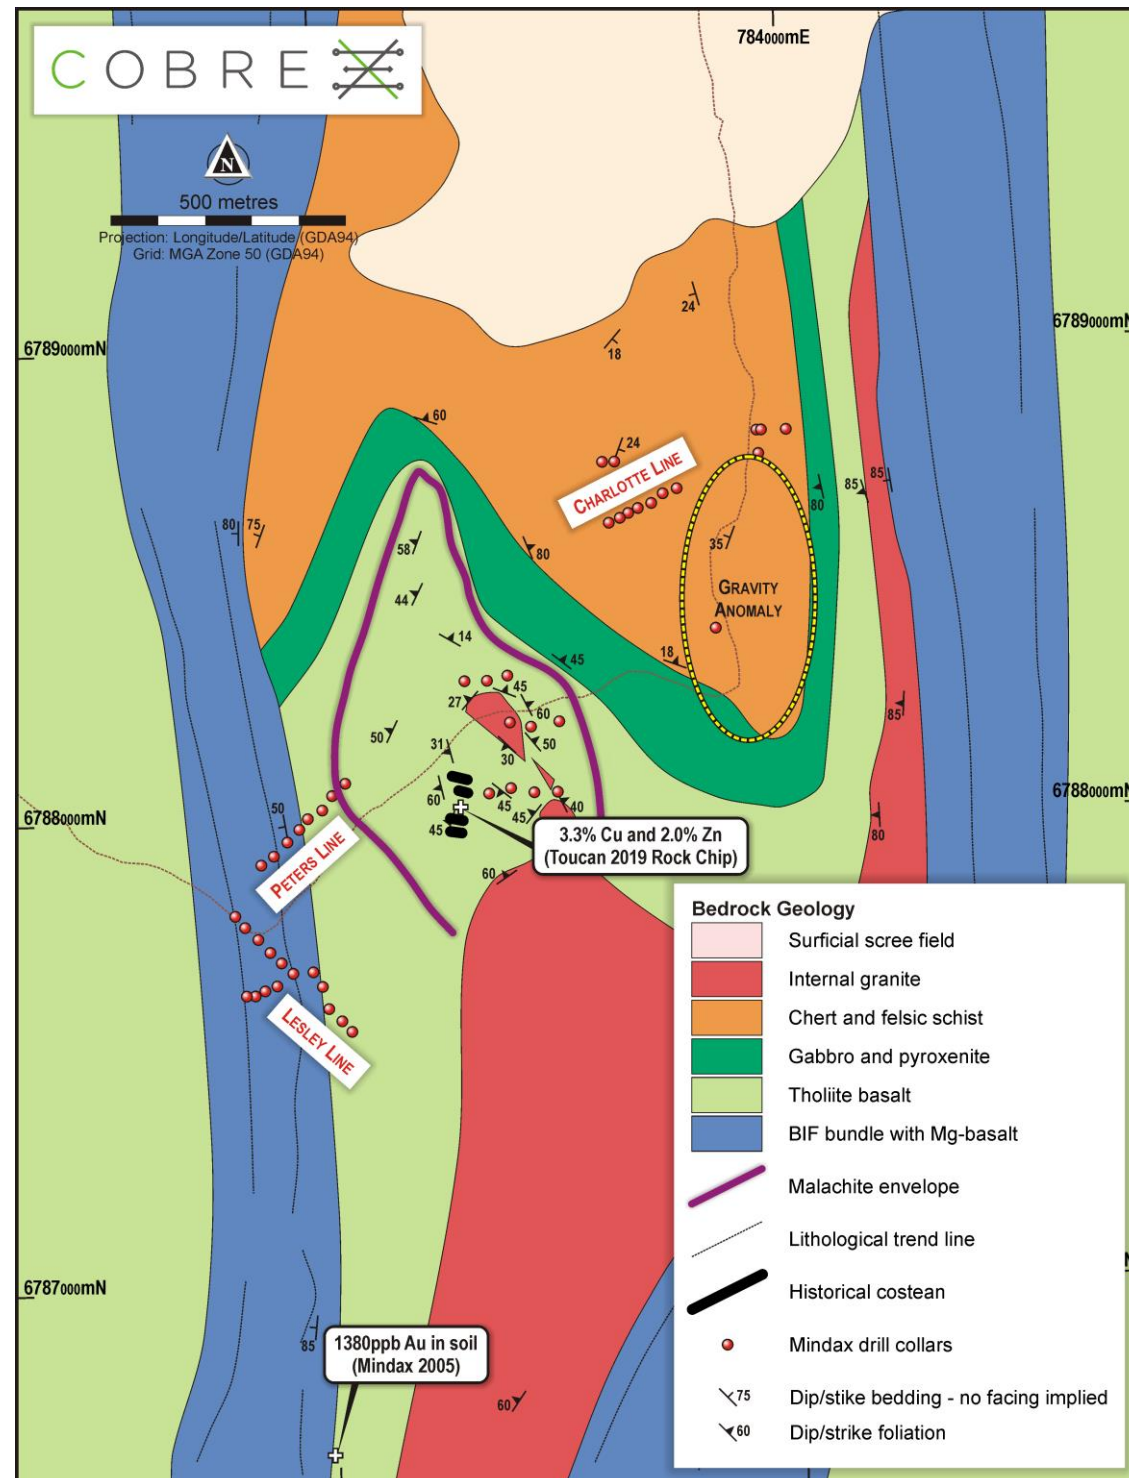 COBRE
784000mE
N
500 metres
Projection: Longitude/Latitude (GDA94)
Grid: MGA Zone 50 (GDA94)
24
6789000mN
6789000mN
18
60
24
CHARLOTTE LINE
85
85
80
80
75
80
35
58
GRAVITY
ANOMALY
44
14
18
45
45
27
60
85
50
31
50
30
6788000mN
6788000mN
60
45
40
50
45
45
80
3.3% Cu and 2.0% Zn
(Toucan 2019 Rock Chip)
PETERS LINE
60
LESLEY LINE
Bedrock Geology
Surficial scree field
Internal granite
Chert and felsic schist
Gabbro and pyroxenite
Tholiite basalt
BIF bundle with Mg-basalt
Malachite envelope
Lithological trend line
Historical costean
Mindax drill collars
75 Dip/stike bedding - no facing implied
60 Dip/strike foliation
6787000mN
N
85
1380ppb Au in soil
(Mindax 2005)
60